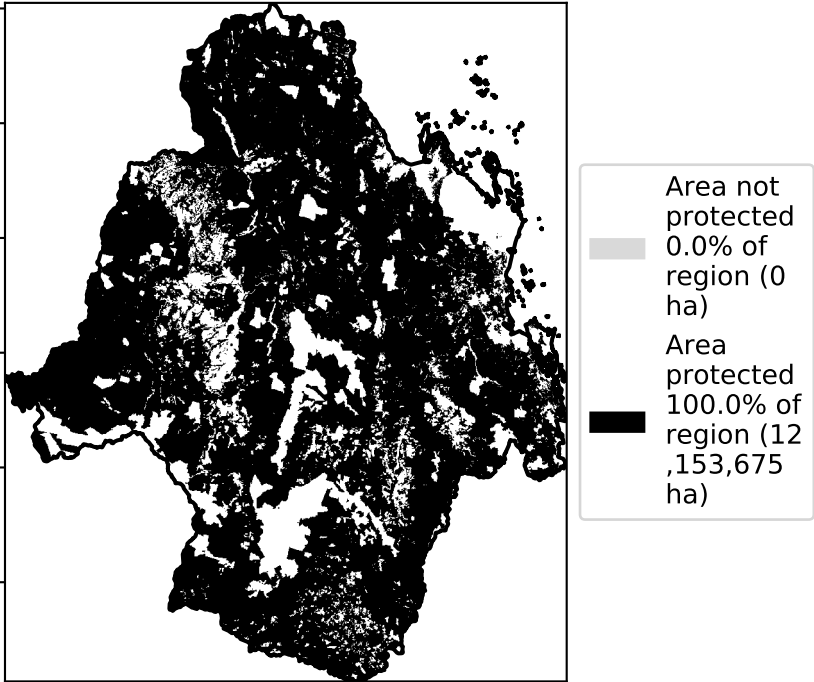 Area not
protected
0.0% of
region (0
ha)
Area
protected
100.0% of
region (12
,153,675
ha)